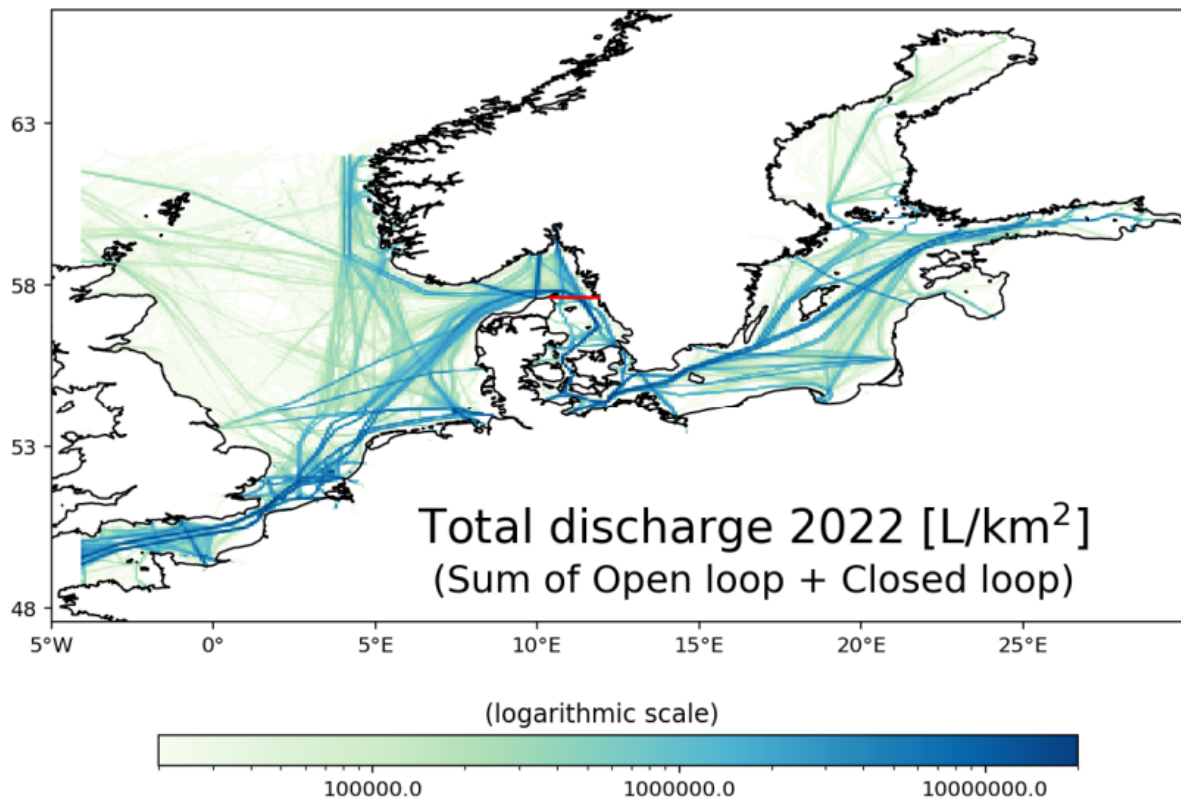 63
58
53
48
Total discharge 2022 [L/km²]
(Sum of Open loop + Closed loop)
5°W 0° 5°E 10°E 15°E 20°E 25°E
(logarithmic scale)
100000.0 1000000.0 10000000.0